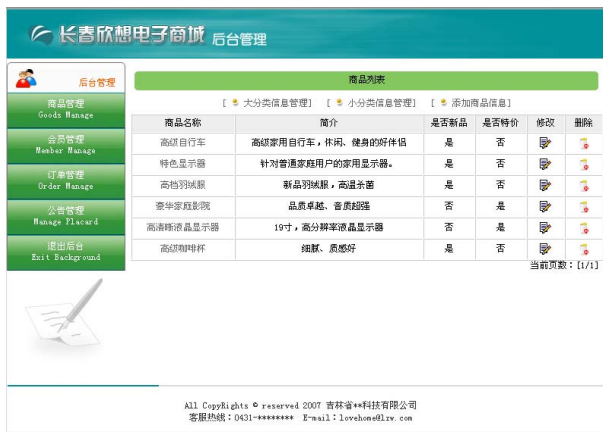 长春欣想电子商城 后台管理
后台管理
商品管理
Goods Manage
会员管理
Member Manage
订单管理
Order Manage
公告管理
Manage Placard
退出后台
Exit Background
商品列表
[ 大分类信息管理] [ 小分类信息管理] [ 添加商品信息]
商品名称 简介 是否新品 是否特价 修改 删除
高级自行车 高级家用自行车，休闲、健身的好伴侣 是 否
特色显示器 针对普通家庭用户的家用显示器。 是 否
高档羽绒服 新品羽绒服，高温杀菌 是 否
豪华家庭影院 品质卓越、音质超强 否 是
高清晰液晶显示器 19寸，高分辨率液晶显示器 否 是
高级咖啡杯 细腻、质感好 是 否
当前页数：[1/1]
All CopyRights © reserved 2007 吉林省**科技有限公司
客服热线：0431-******** E-mail：lovehome@lzw.com